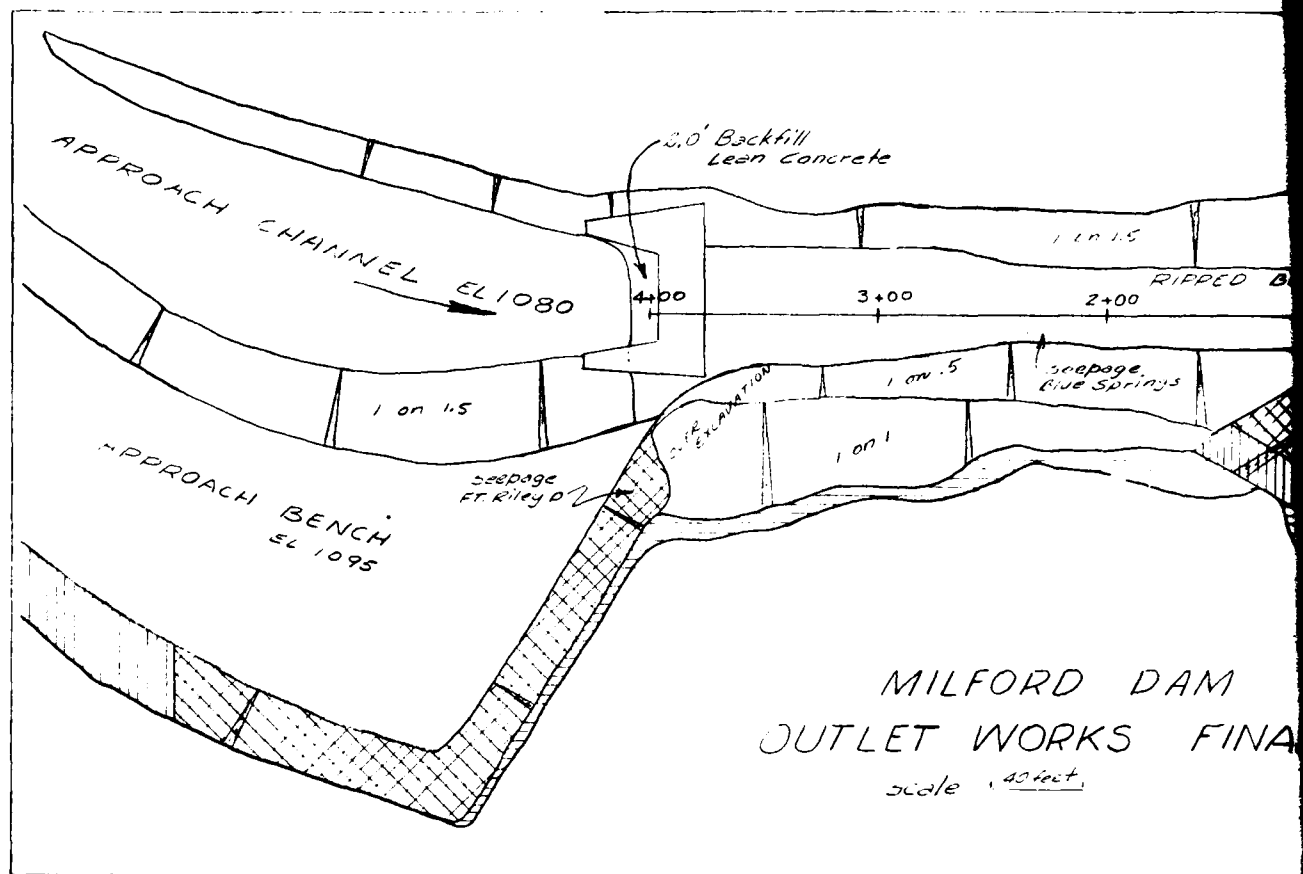 2.0' Backfill
Lean Concrete
APPROACH CHANNEL EL 1080
1 on 1.5
RIPPED
4+00
3+00
2+00
seepage
Blue Springs
OVER
EXCAVATION
1 on .5
1 on 1.5
1 on 1
seepage
FT. Riley
APPROACH BENCH
EL 1095
MILFORD DAM
OUTLET WORKS FINA
scale 40 feet